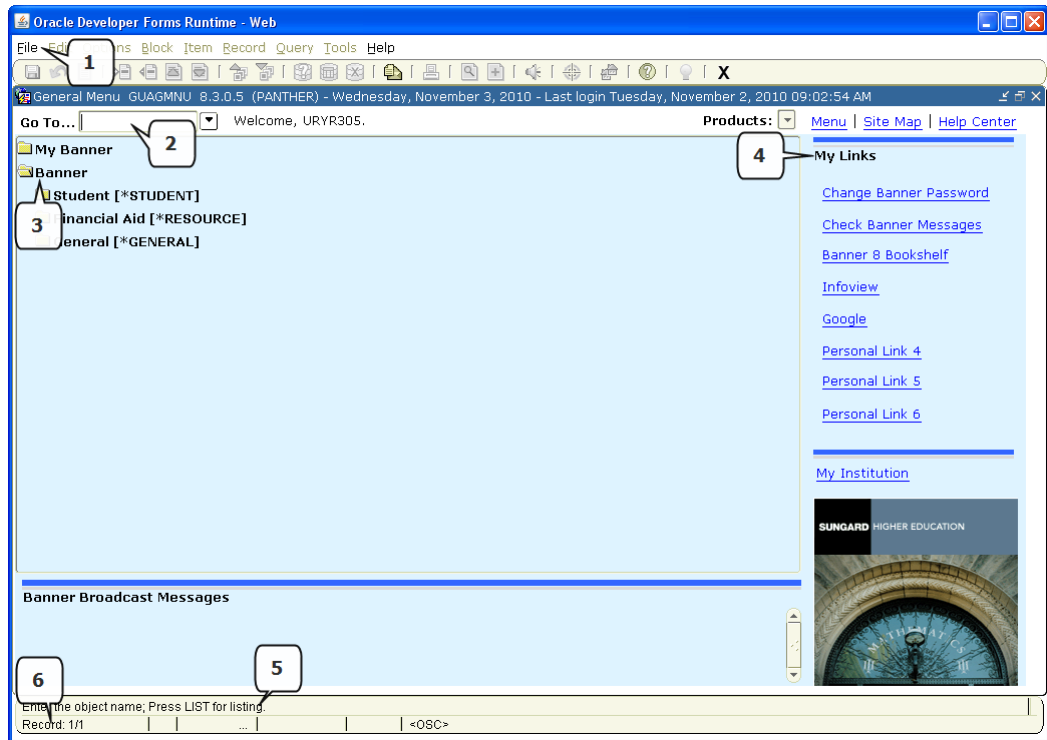 Oracle Developer Forms Runtime - Web
File Edit ns Block Item Record Query Tools Help
1
X
General Menu GUAGMNU 8.3.0.5 (PANTHER) - Wednesday, November 3, 2010 - Last login Tuesday, November 2, 2010 09:02:54 AM
Go To... Welcome, URYR305. Products: Menu | Site Map | Help Center
2
My Banner
4
My Links
Banner
3
Student [*STUDENT]
Financial Aid [*RESOURCE]
General [*GENERAL]
Change Banner Password
Check Banner Messages
Banner 8 Bookshelf
Infoview
Google
Personal Link 4
Personal Link 5
Personal Link 6
My Institution
SUNGARD HIGHER EDUCATION
MATHEMATICS
Banner Broadcast Messages
5
6
Enter the object name; Press LIST for listing.
Record: 1/1 ... <OSC>